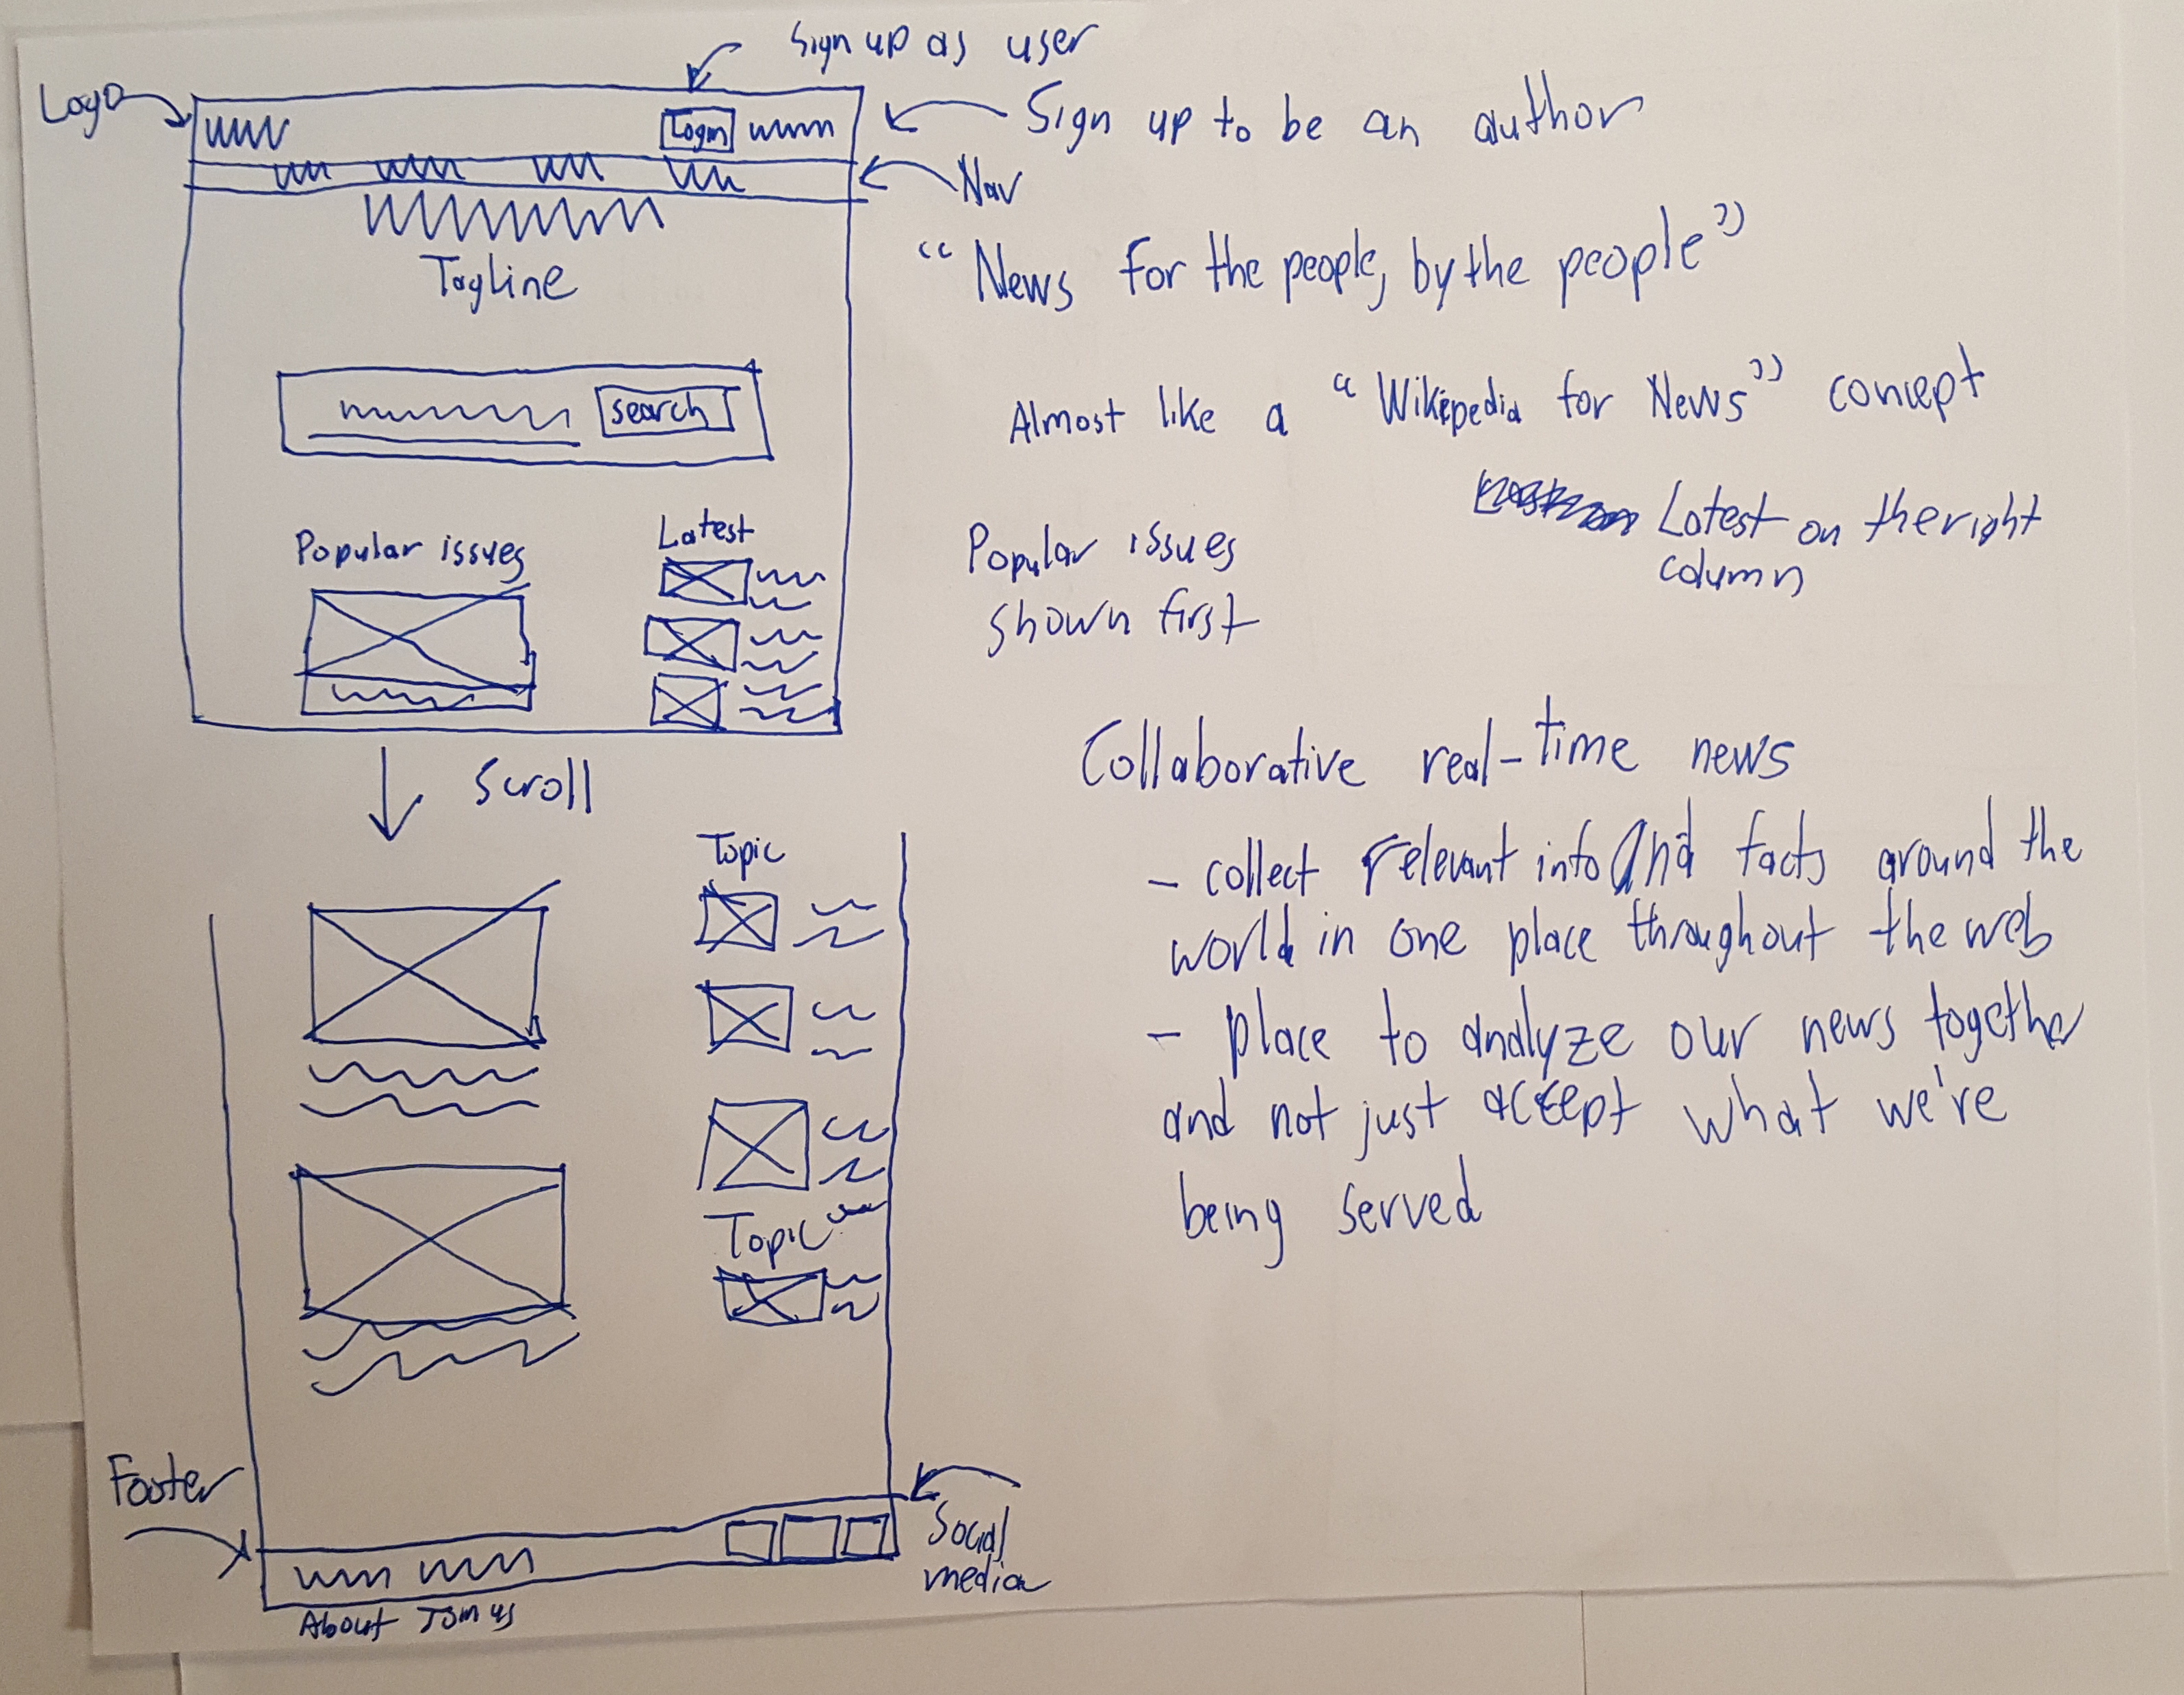 Sign up as user
Logo
Login
Sign up to be an author
Nav
Tagline
“News for the people, by the people”
search
Almost like a “Wikipedia for News” concept
Popular issues
Latest
Popular issues
shown first
Latest on the right
column
Scroll
Collaborative real-time news
- collect relevant info and facts around the
world in one place throughout the web
- place to analyze our news together
and not just accept what we're
being served
Topic
Topic
Footer
Social
media
About Join us